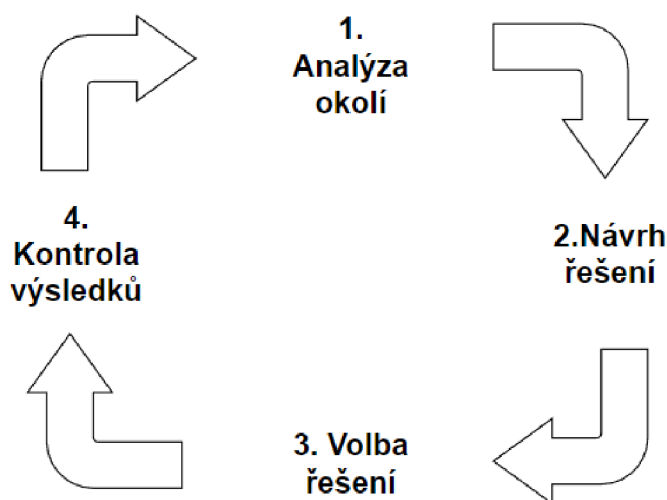 1.
Analýza
okolí
2.Návrh
řešení
3. Volba
řešení
4.
Kontrola
výsledků